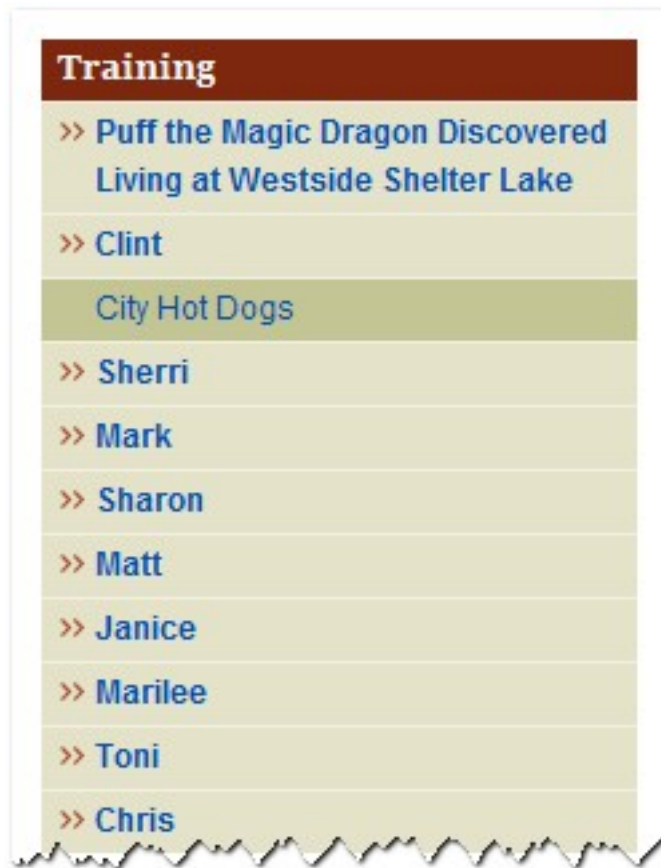 Training
>> Puff the Magic Dragon Discovered
Living at Westside Shelter Lake
>> Clint
City Hot Dogs
>> Sherri
>> Mark
>> Sharon
>> Matt
>> Janice
>> Marilee
>> Toni
>> Chris